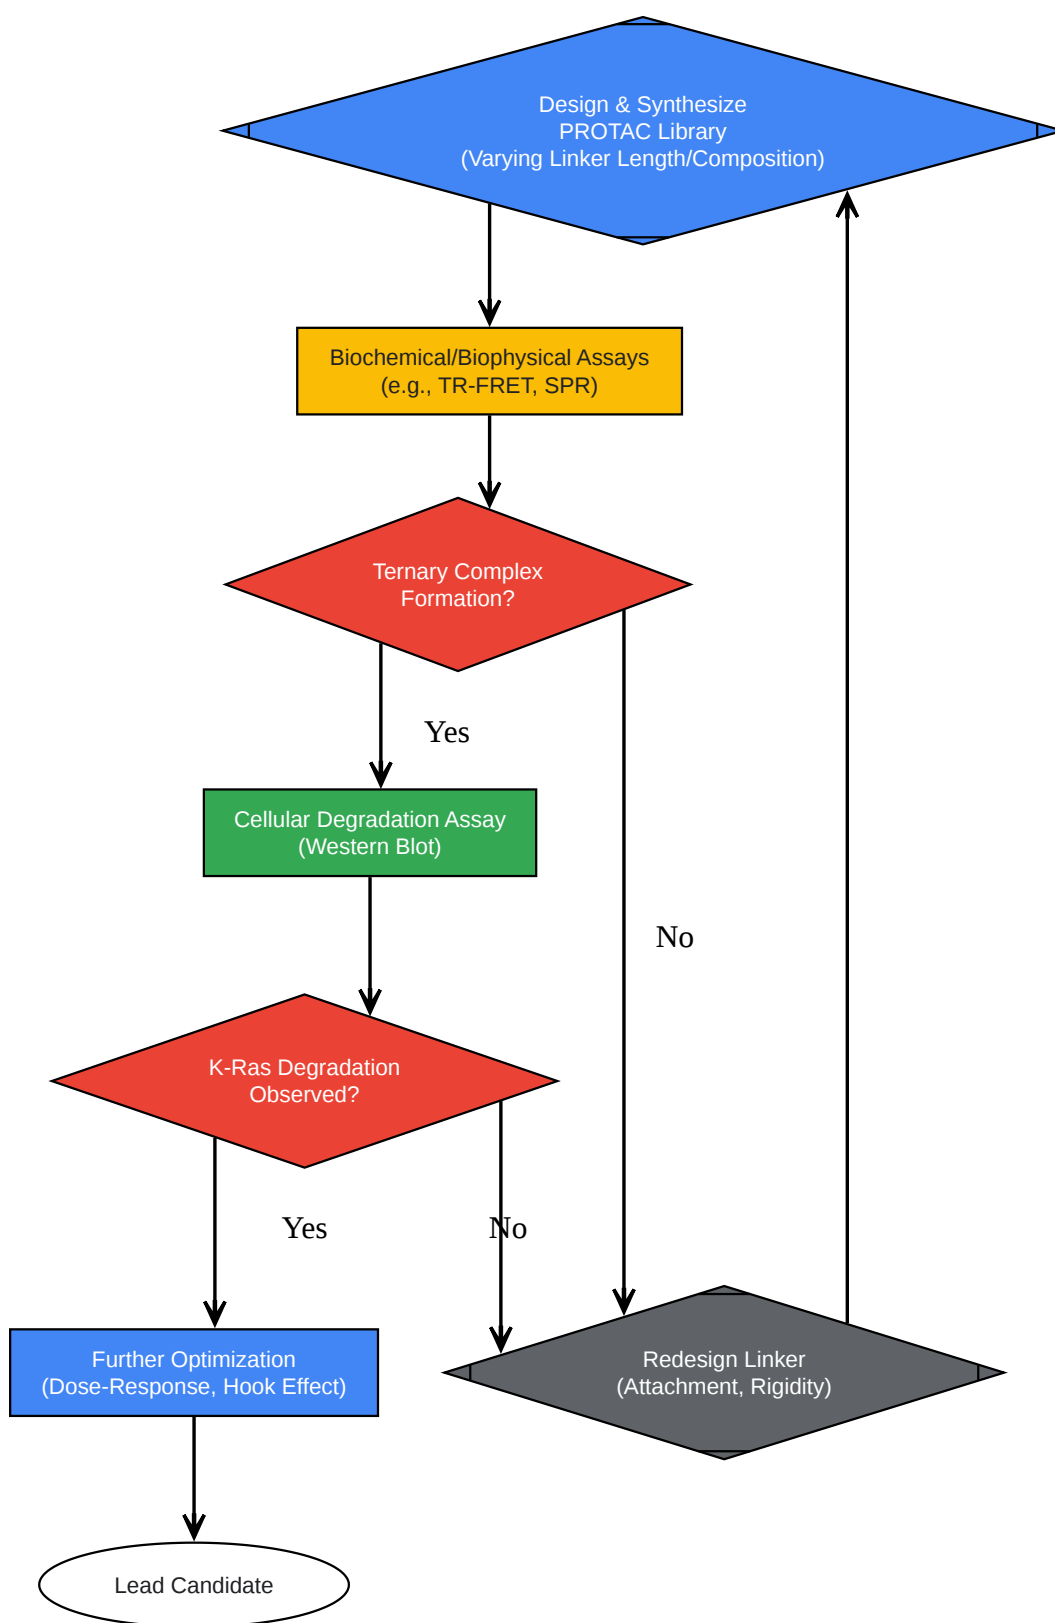 Design & Synthesize
PROTAC Library
(Varying Linker Length/Composition)
Biochemical/Biophysical Assays
(e.g., TR-FRET, SPR)
Ternary Complex
Formation?
Yes
Cellular Degradation Assay
(Western Blot)
No
K-Ras Degradation
Observed?
Yes
No
Further Optimization
(Dose-Response, Hook Effect)
Redesign Linker
(Attachment, Rigidity)
Lead Candidate